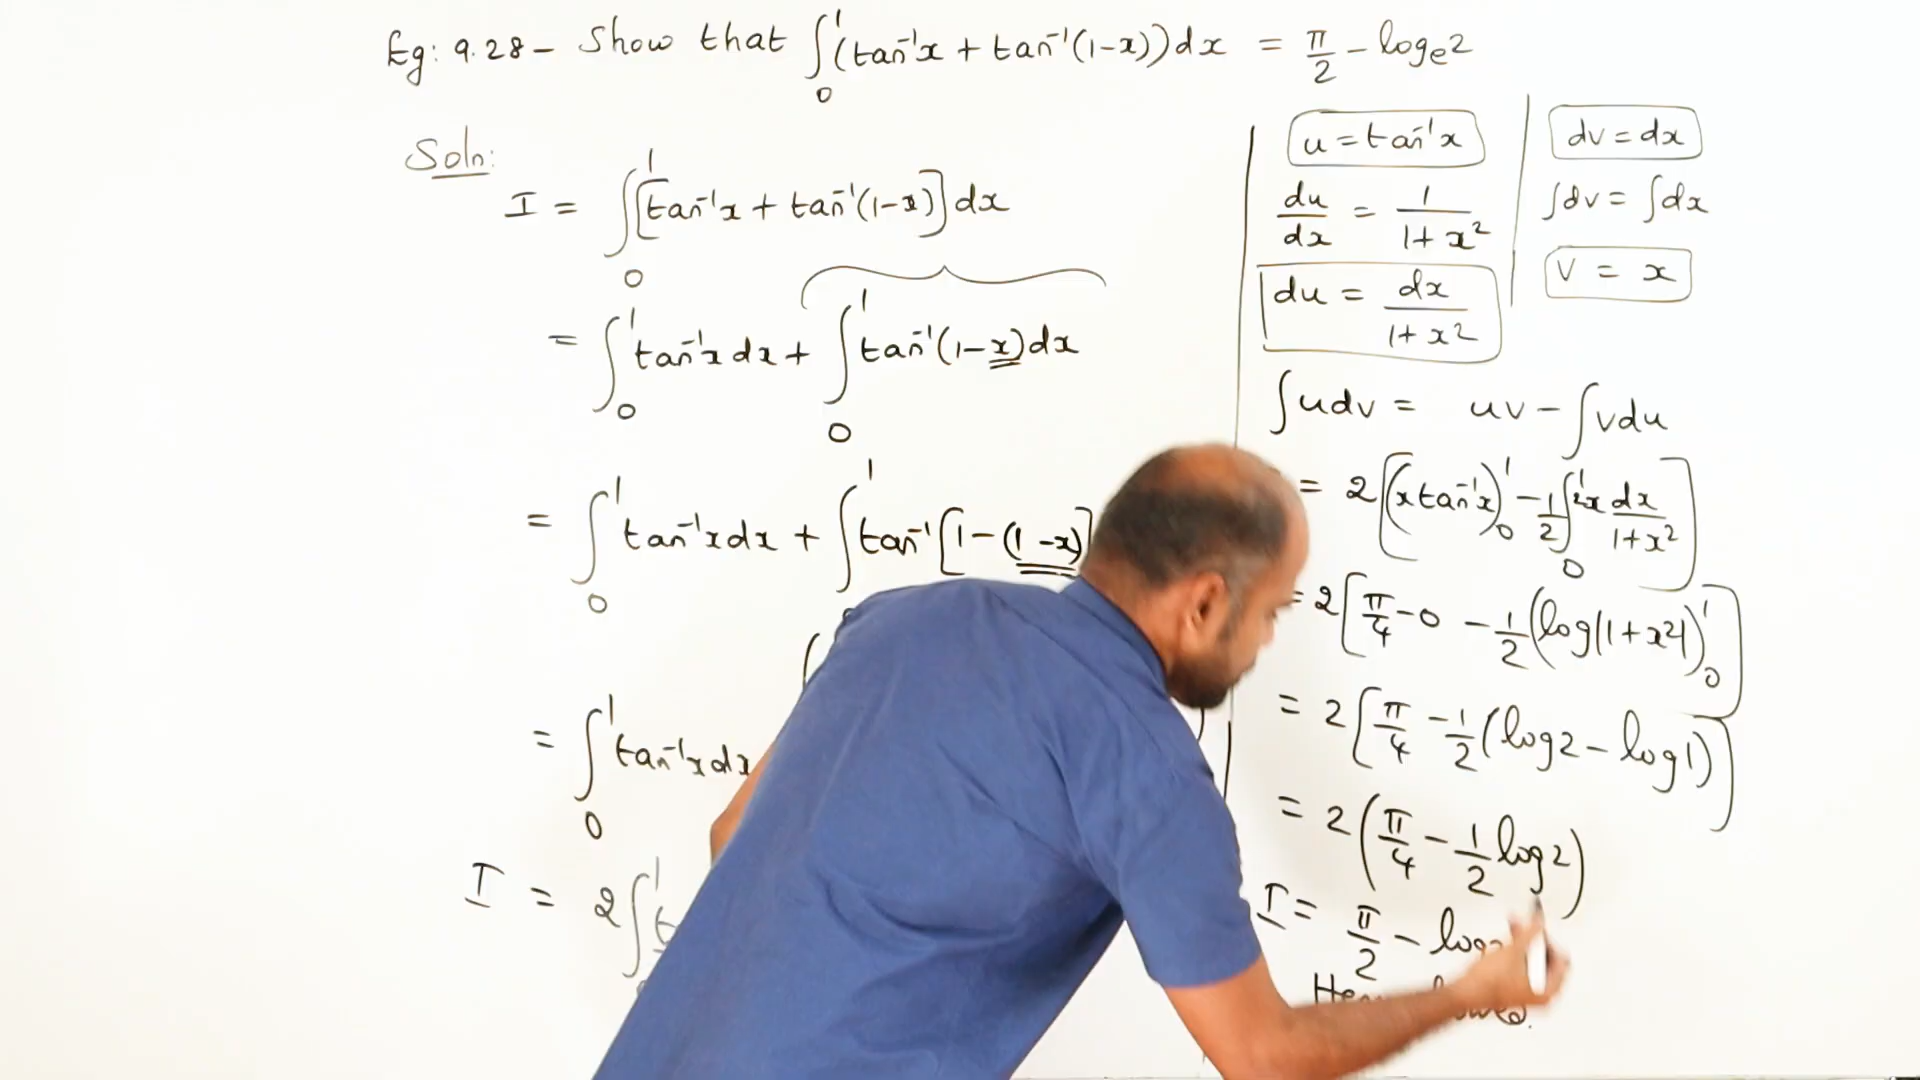 Eg: 9.28 – Show that ∫₀¹ (tan⁻¹x + tan⁻¹(1-x)) dx = π/2 – logₑ2
Soln:
I = ∫₀¹ [tan⁻¹x + tan⁻¹(1-x)] dx
= ∫₀¹ tan⁻¹x dx + ∫₀¹ tan⁻¹(1-x) dx
= ∫₀¹ tan⁻¹x dx + ∫¹ tan⁻¹[1-(1-x)]
= ∫₀¹ tan⁻¹x dx
I = 2∫¹ t
u = tan⁻¹x
du/dx = 1/(1+x²)
du = dx/(1+x²)
dv = dx
∫dv = ∫dx
v = x
∫udv = uv – ∫vdu
= 2[(x tan⁻¹x)₀¹ – 1/2 ∫₀¹ 2x dx/(1+x²)]
= 2[π/4 – 0 – 1/2 (log|1+x²|)₀¹]
= 2[π/4 – 1/2 (log2 – log1)]
= 2(π/4 – 1/2 log2)
I = π/2 – log